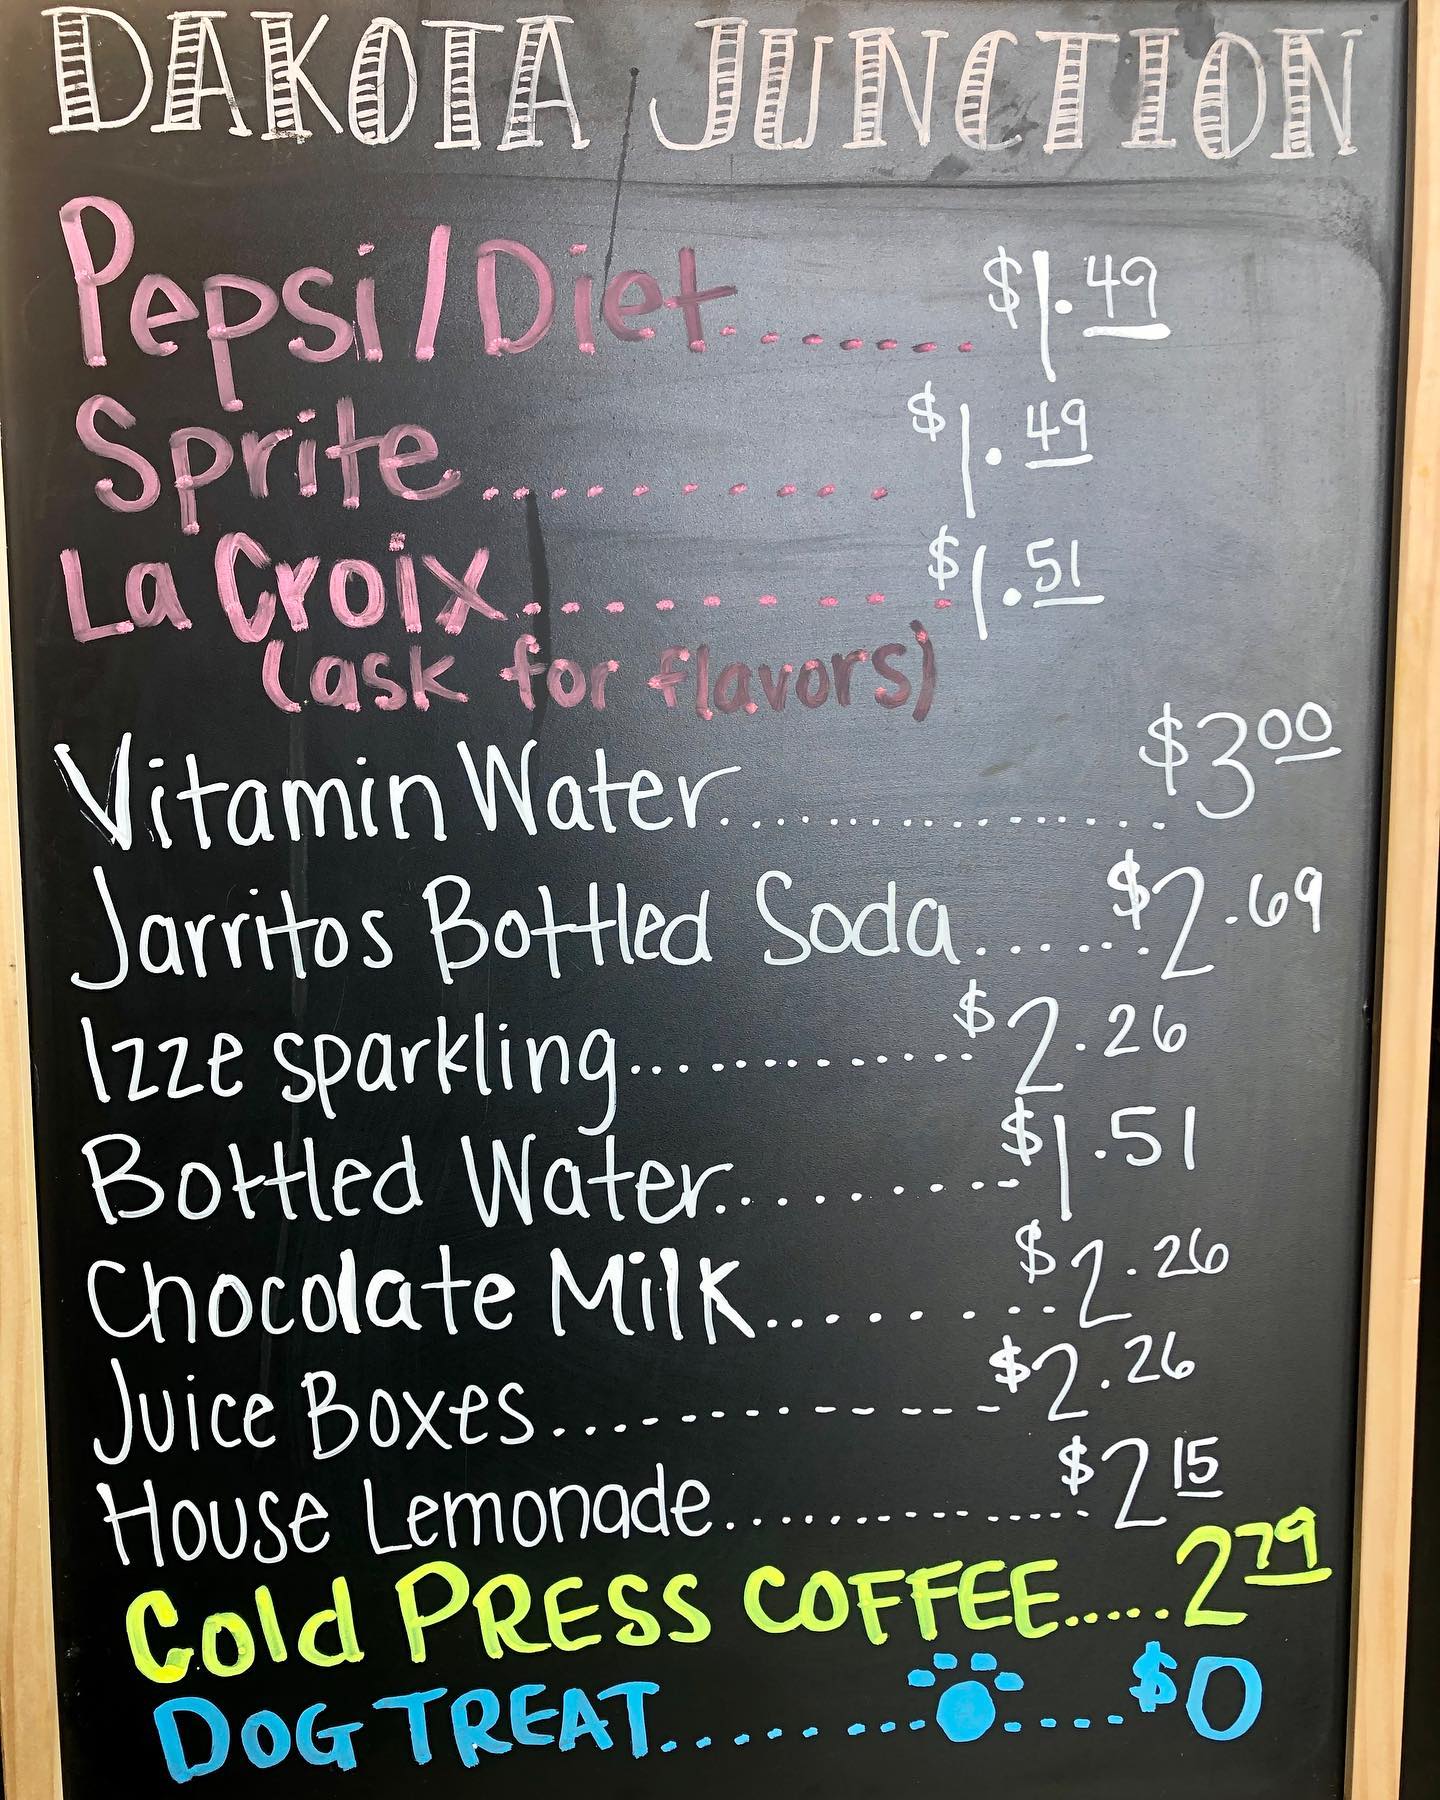 DAKOTA JUNCTION
Pepsi/Diet....... $1.49
Sprite.......... $1.49
La Croix.......... $1.51
(ask for flavors)
Vitamin Water................. $3.00
Jarritos Bottled Soda...... $2.69
Izze sparkling............. $2.26
Bottled Water......... $1.51
Chocolate Milk......... $2.26
Juice Boxes............. $2.26
House Lemonade............... $2.15
Cold PRESS COFFEE..... 2.79
DOG TREAT........... $0